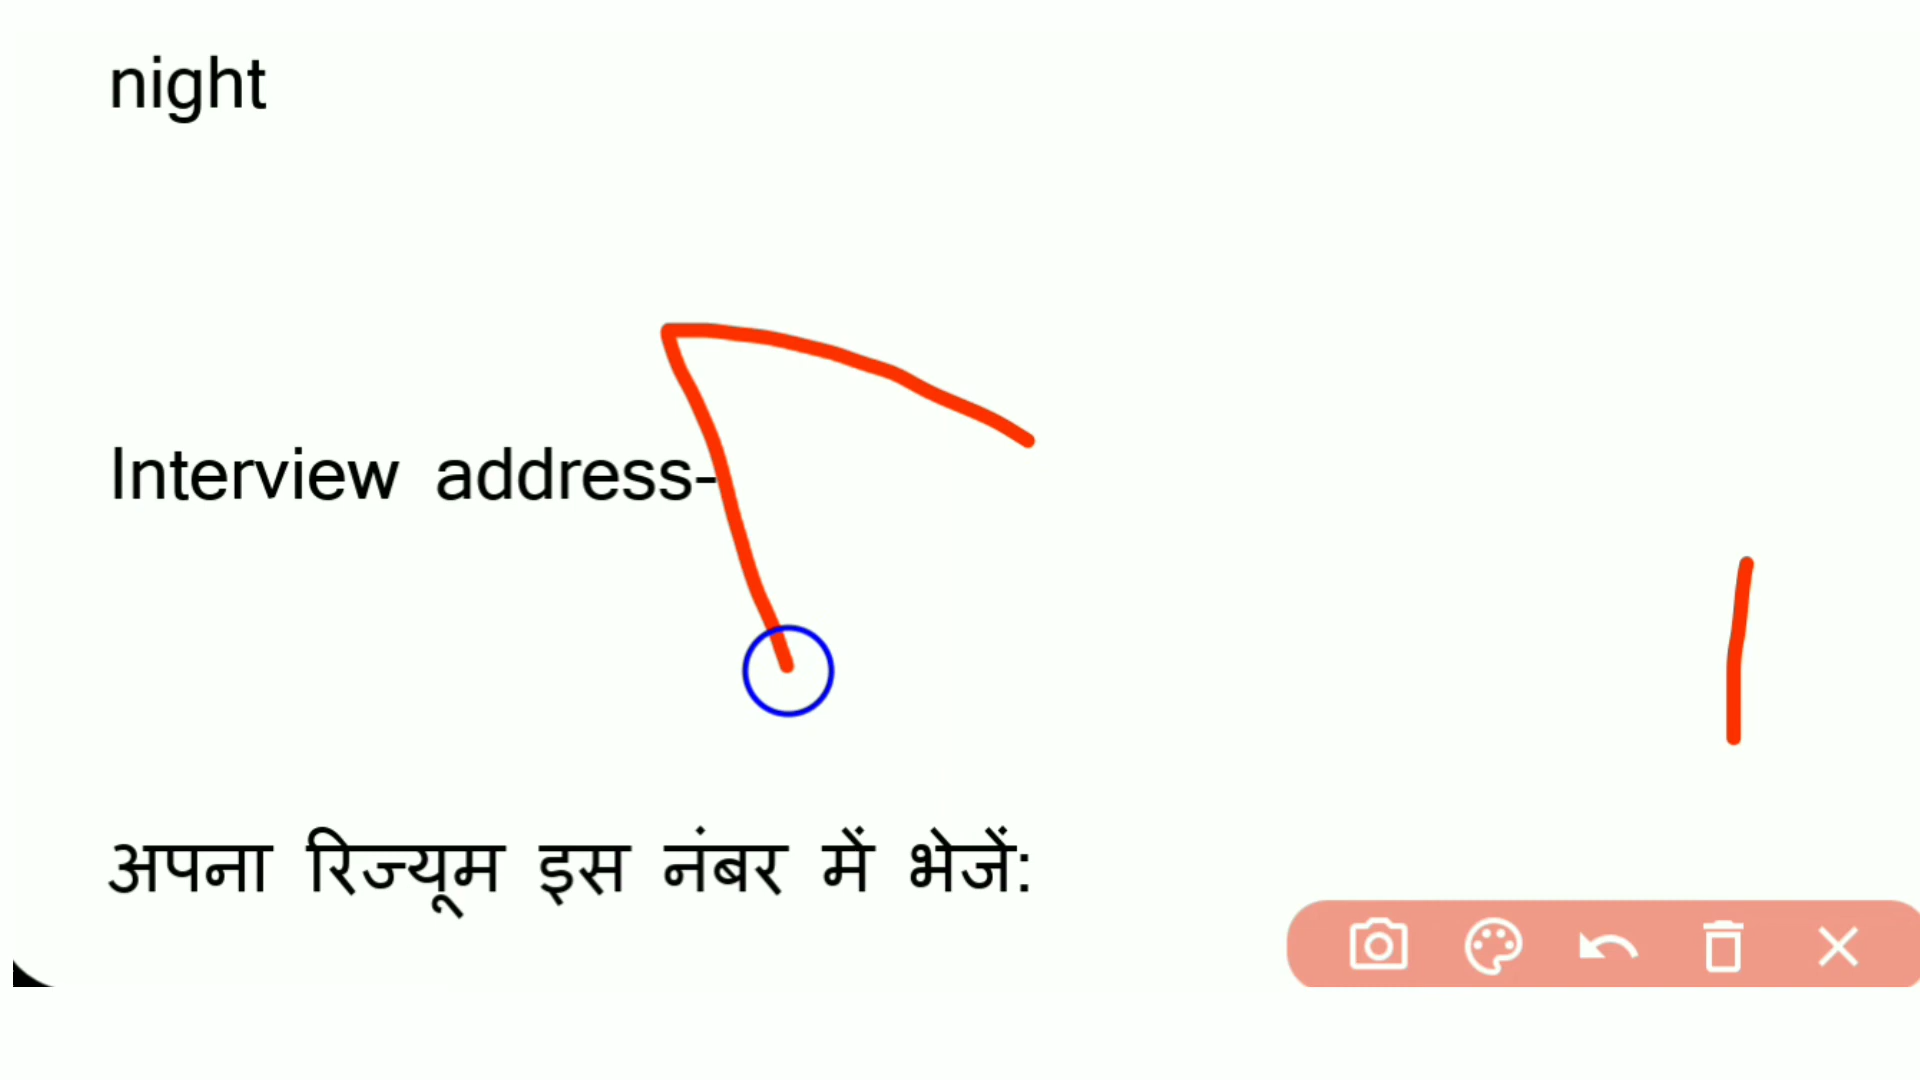 night
Interview address-
अपना रिज्यूम इस नंबर में भेजें: